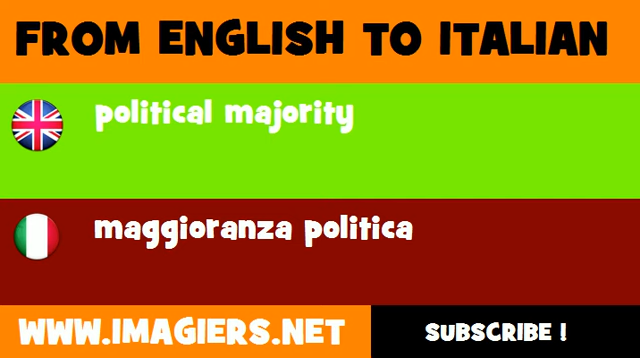 FROM ENGLISH TO ITALIAN
political majority
maggioranza politica
WWW.IMAGIERS.NET
SUBSCRIBE !